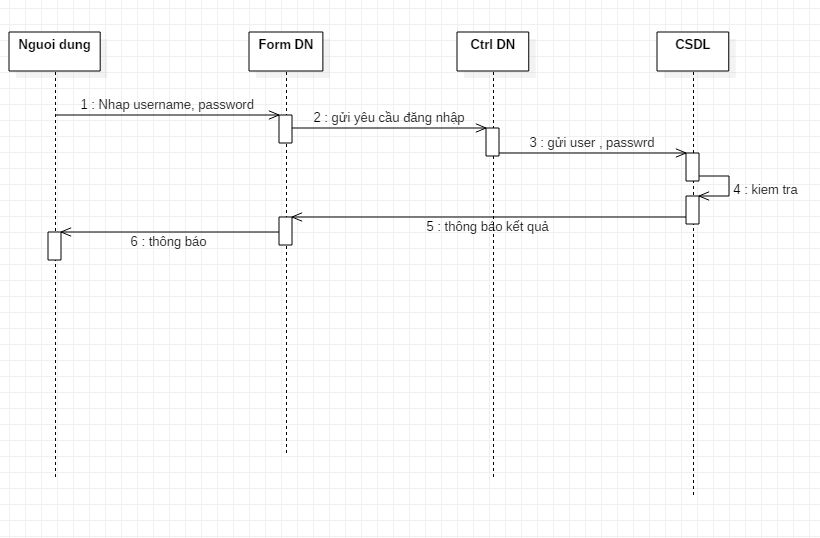 Nguoi dung
Form DN
Ctrl DN
CSDL
1 : Nhap username, password
2 : gửi yêu cầu đăng nhập
3 : gửi user , passwrd
4 : kiem tra
5 : thông báo kết quả
6 : thông báo